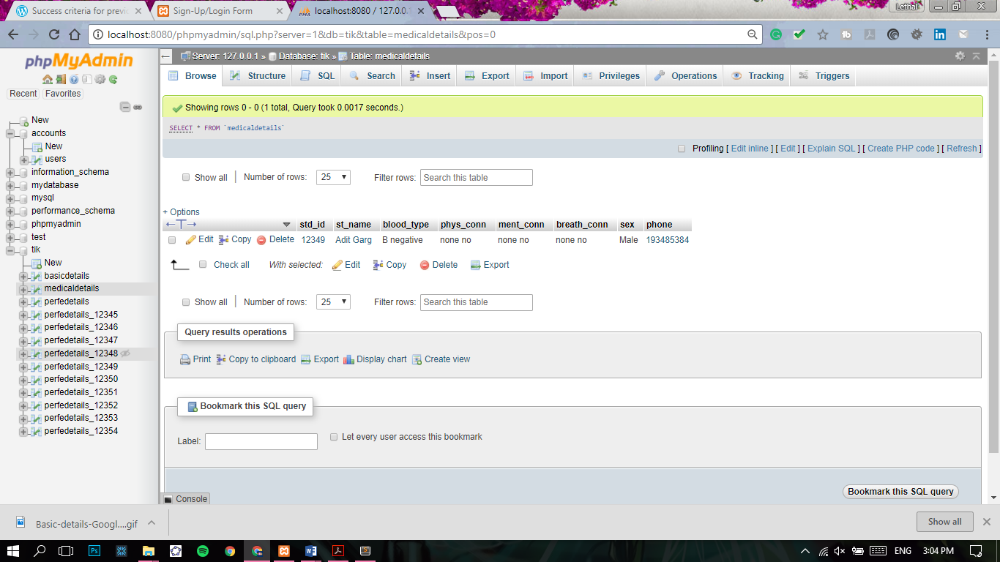 Success criteria for previ
Sign-Up/Login Form
localhost:8080 / 127.0.0.
Lethal
localhost:8080/phpmyadmin/sql.php?server=1&db=tik&table=medicaldetails&pos=0
phpMyAdmin
Recent Favorites
New
accounts
New
users
information_schema
mydatabase
mysql
performance_schema
phpmyadmin
test
tik
New
basicdetails
medicaldetails
perfedetails
perfedetails_12345
perfedetails_12346
perfedetails_12347
perfedetails_12348
perfedetails_12349
perfedetails_12350
perfedetails_12351
perfedetails_12352
perfedetails_12353
perfedetails_12354
Server: 127.0.0.1 » Database: tik » Table: medicaldetails
Browse Structure SQL Search Insert Export Import Privileges Operations Tracking Triggers
Showing rows 0 - 0 (1 total, Query took 0.0017 seconds.)
SELECT * FROM `medicaldetails`
Profiling [ Edit inline ] [ Edit ] [ Explain SQL ] [ Create PHP code ] [ Refresh ]
Show all Number of rows: 25 Filter rows: Search this table
+ Options
std_id st_name blood_type phys_conn ment_conn breath_conn sex phone
Edit Copy Delete 12349 Adit Garg B negative none no none no none no Male 193485384
Check all With selected: Edit Copy Delete Export
Show all Number of rows: 25 Filter rows: Search this table
Query results operations
Print Copy to clipboard Export Display chart Create view
Bookmark this SQL query
Label: Let every user access this bookmark
Bookmark this SQL query
Console
Basic-details-Googl....gif
Show all
ENG 3:04 PM